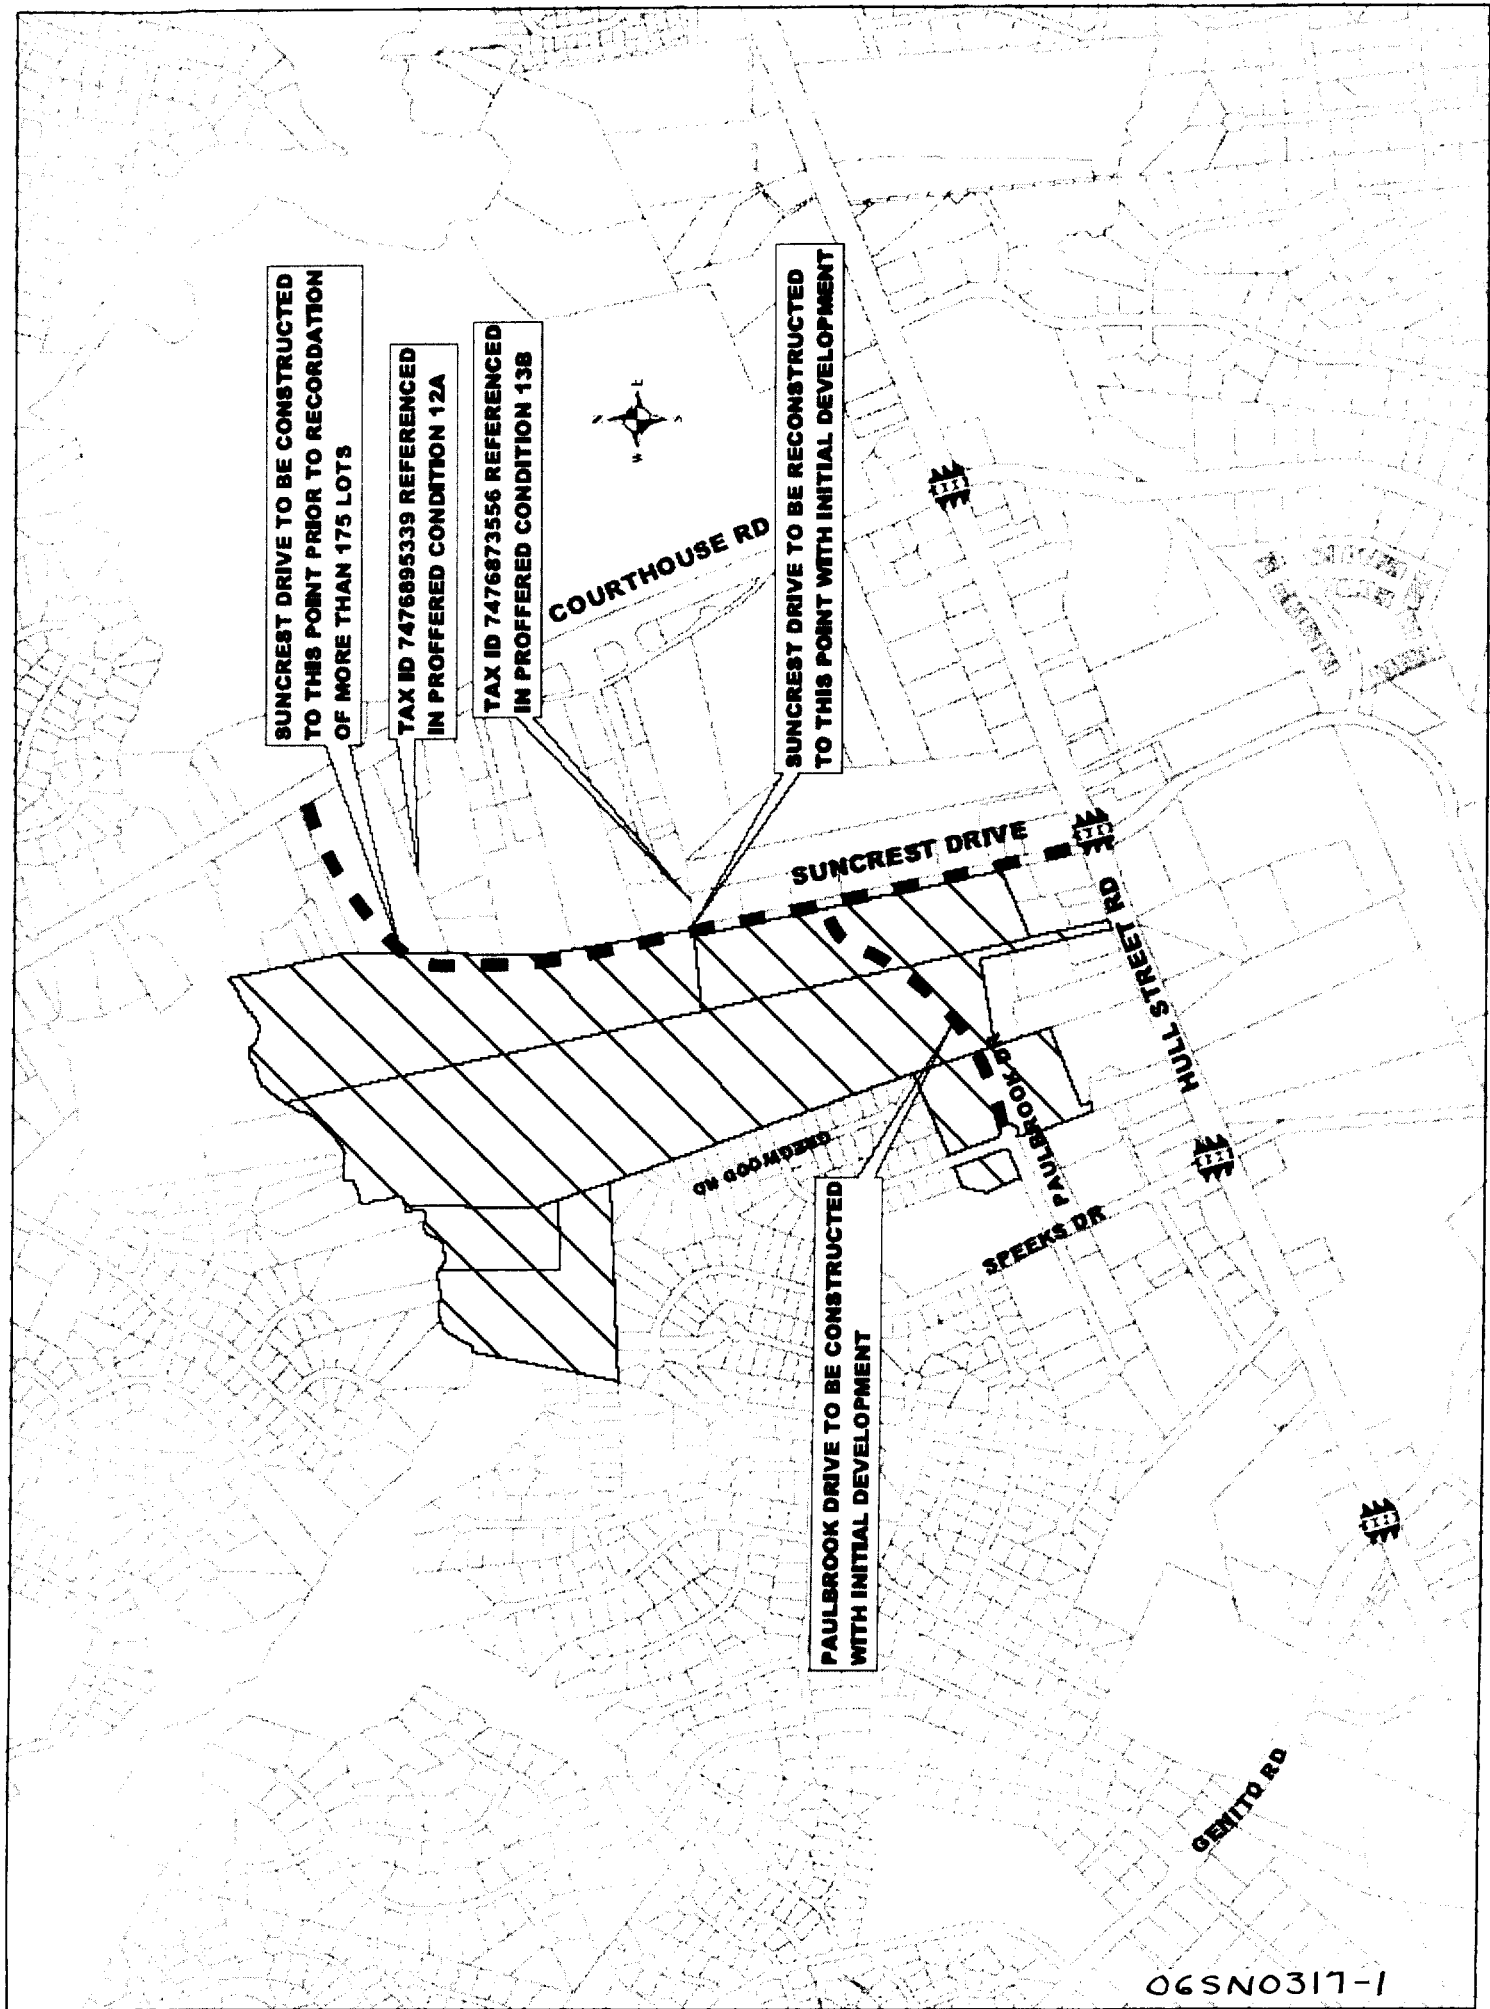 SUNCREST DRIVE TO BE CONSTRUCTED
TO THIS POINT PRIOR TO RECORDATION
OF MORE THAN 175 LOTS
TAX ID 7476895339 REFERENCED
IN PROFFERED CONDITION 12A
TAX ID 7476873556 REFERENCED
IN PROFFERED CONDITION 13B
N
E
S
W
COURTHOUSE RD
SUNCREST DRIVE TO BE RECONSTRUCTED
TO THIS POINT WITH INITIAL DEVELOPMENT
SUNCREST DRIVE
HULL STREET RD
GREGWOOD RD
PAULBROOK DR
SPEEKS DR
PAULBROOK DRIVE TO BE CONSTRUCTED
WITH INITIAL DEVELOPMENT
GENITO RD
06SN0317-1